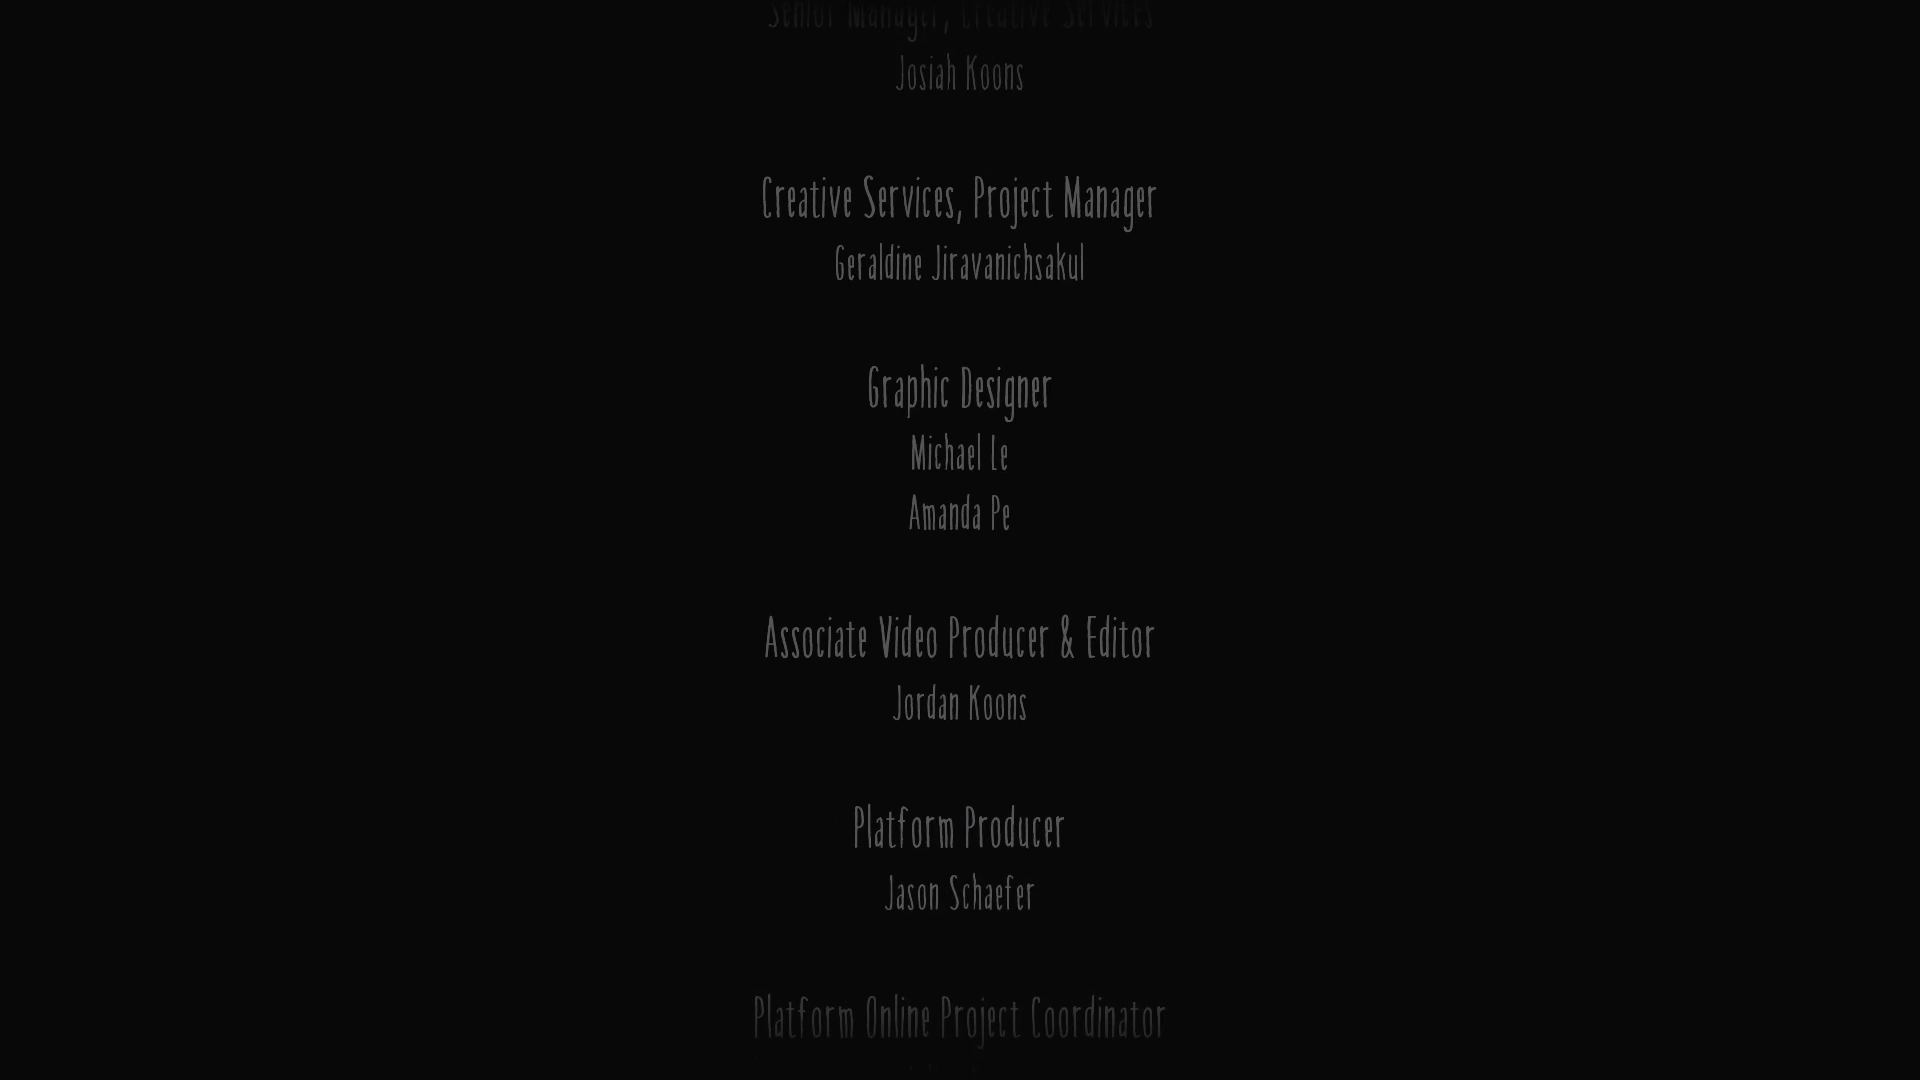 Senior Manager, Creative Services
Josiah Koons
Creative Services, Project Manager
Geraldine Jiravanichsakul
Graphic Designer
Michael Le
Amanda Pe
Associate Video Producer & Editor
Jordan Koons
Platform Producer
Jason Schaefer
Platform Online Project Coordinator